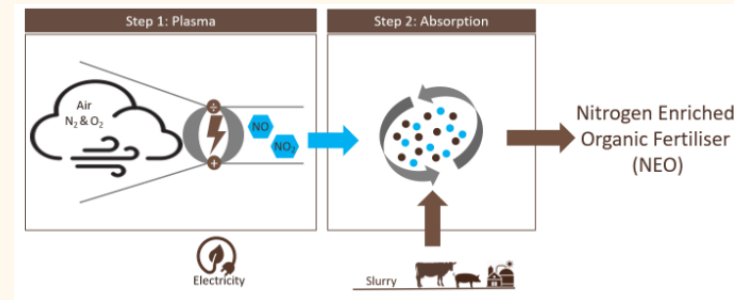 Step 1: Plasma
Step 2: Absorption
Air
N₂ & O₂
÷
+
NO
NO₂
Nitrogen Enriched
Organic Fertiliser
(NEO)
Electricity
Slurry